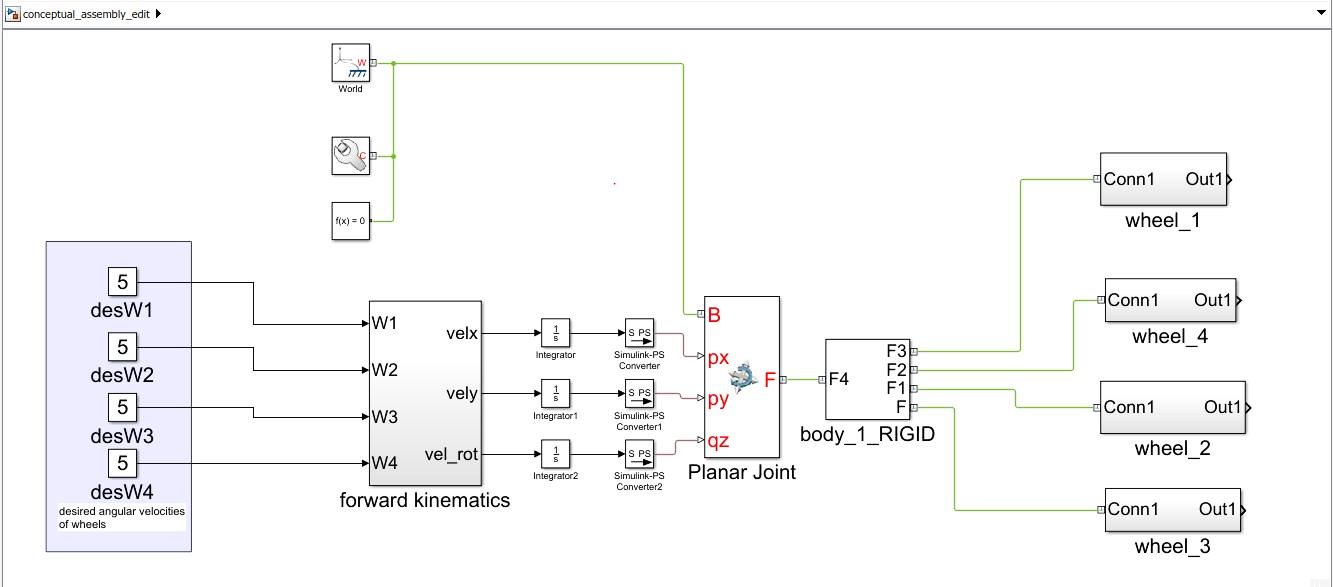 conceptual_assembly_edit
W
World
C
f(x) = 0
5
desW1
5
desW2
5
desW3
5
desW4
desired angular velocities
of wheels
W1
W2
W3
W4
velx
vely
vel_rot
forward kinematics
1
s
Integrator
1
s
Integrator1
1
s
Integrator2
S PS
Simulink-PS
Converter
S PS
Simulink-PS
Converter1
S PS
Simulink-PS
Converter2
B
px
py
qz
F
Planar Joint
F4
F3
F2
F1
F
body_1_RIGID
Conn1 Out1
wheel_1
Conn1 Out1
wheel_4
Conn1 Out1
wheel_2
Conn1 Out1
wheel_3